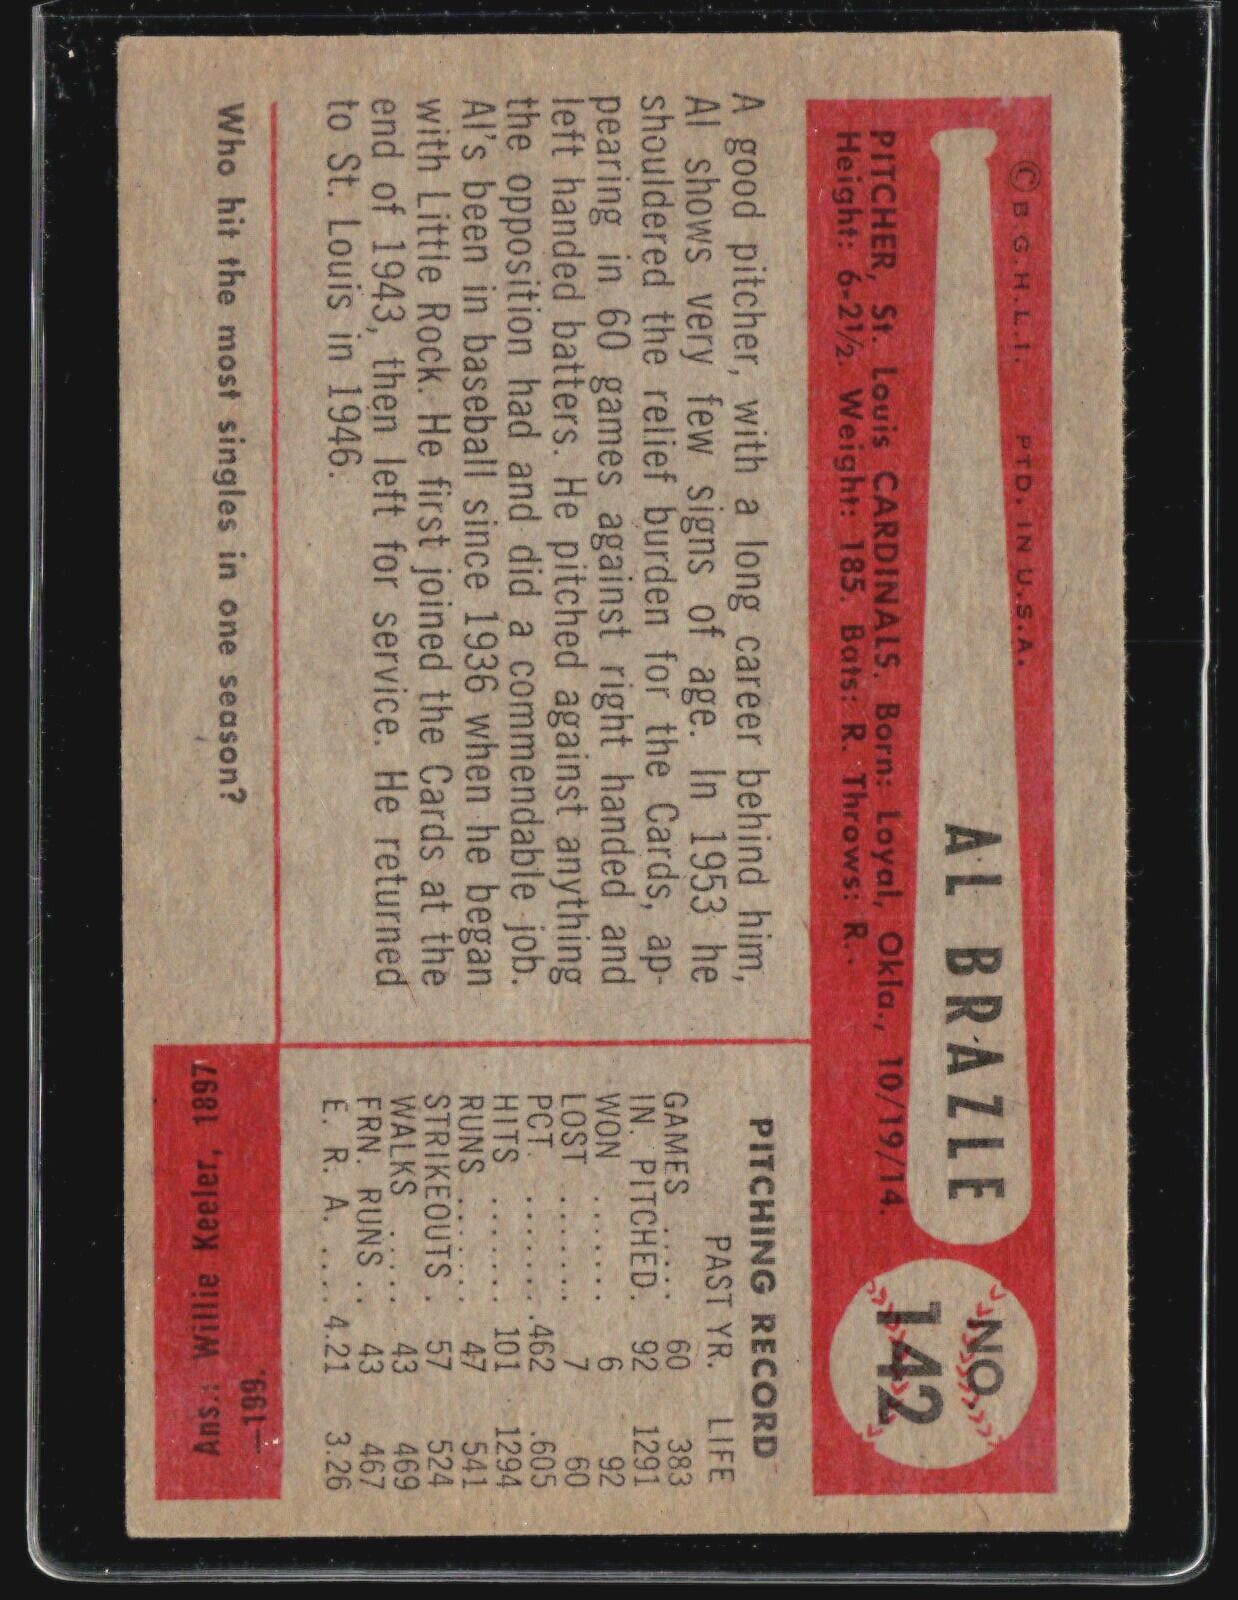 © B.G.H.L.I. PTD. IN U.S.A.
AL BRAZLE
NO.
142
PITCHER, St. Louis CARDINALS. Born: Loyal, Okla., 10/19/14.
Height: 6-2½. Weight: 185. Bats: R. Throws: R.
A good pitcher, with a long career behind him,
Al shows very few signs of age. In 1953 he
shouldered the relief burden for the Cards, ap-
pearing in 60 games against right handed and
left handed batters. He pitched against anything
the opposition had and did a commendable job.
Al's been in baseball since 1936 when he began
with Little Rock. He first joined the Cards at the
end of 1943, then left for service. He returned
to St. Louis in 1946.
PITCHING RECORD
PAST YR. LIFE
GAMES ..... 60 383
IN. PITCHED. 92 1291
WON ...... 6 92
LOST ....... 7 60
PCT. ...... .462 .605
HITS ....... 101 1294
RUNS ....... 47 541
STRIKEOUTS . 57 524
WALKS ..... 43 469
FRN. RUNS .. 43 467
E. R. A. .... 4.21 3.26
Who hit the most singles in one season?
Ans.: Willie Keeler, 1897
—199.